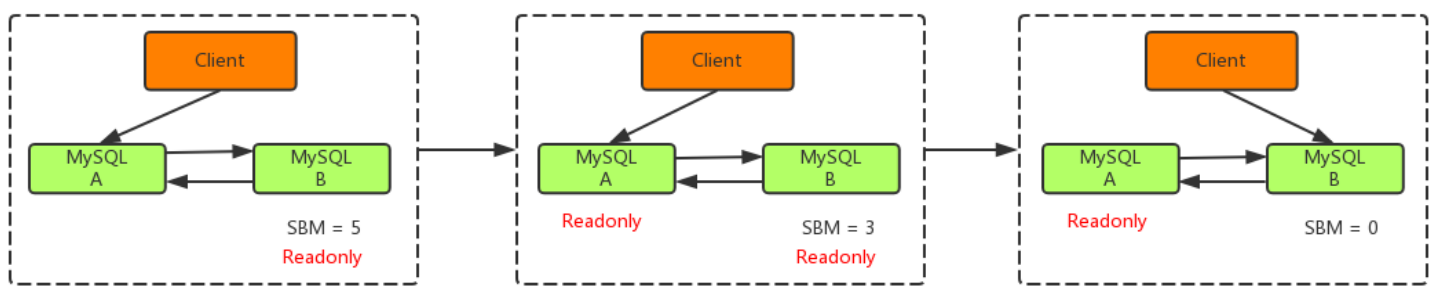 Client
MySQL
A
MySQL
B
SBM = 5
Readonly
Client
MySQL
A
MySQL
B
Readonly
SBM = 3
Readonly
Client
MySQL
A
MySQL
B
Readonly
SBM = 0